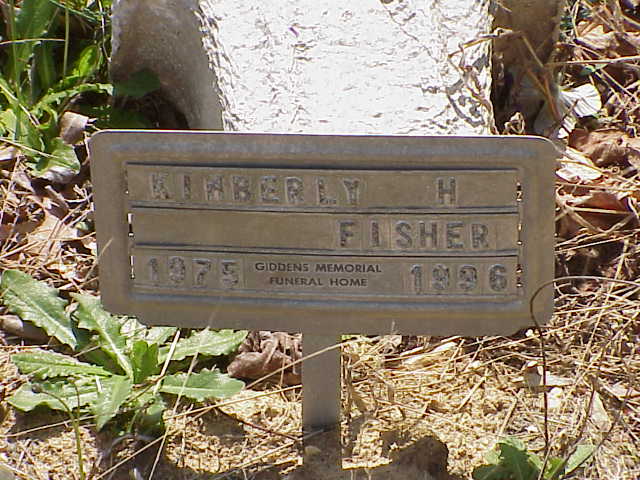 KIMBERLY H
FISHER
1975 GIDDENS MEMORIAL FUNERAL HOME 1996